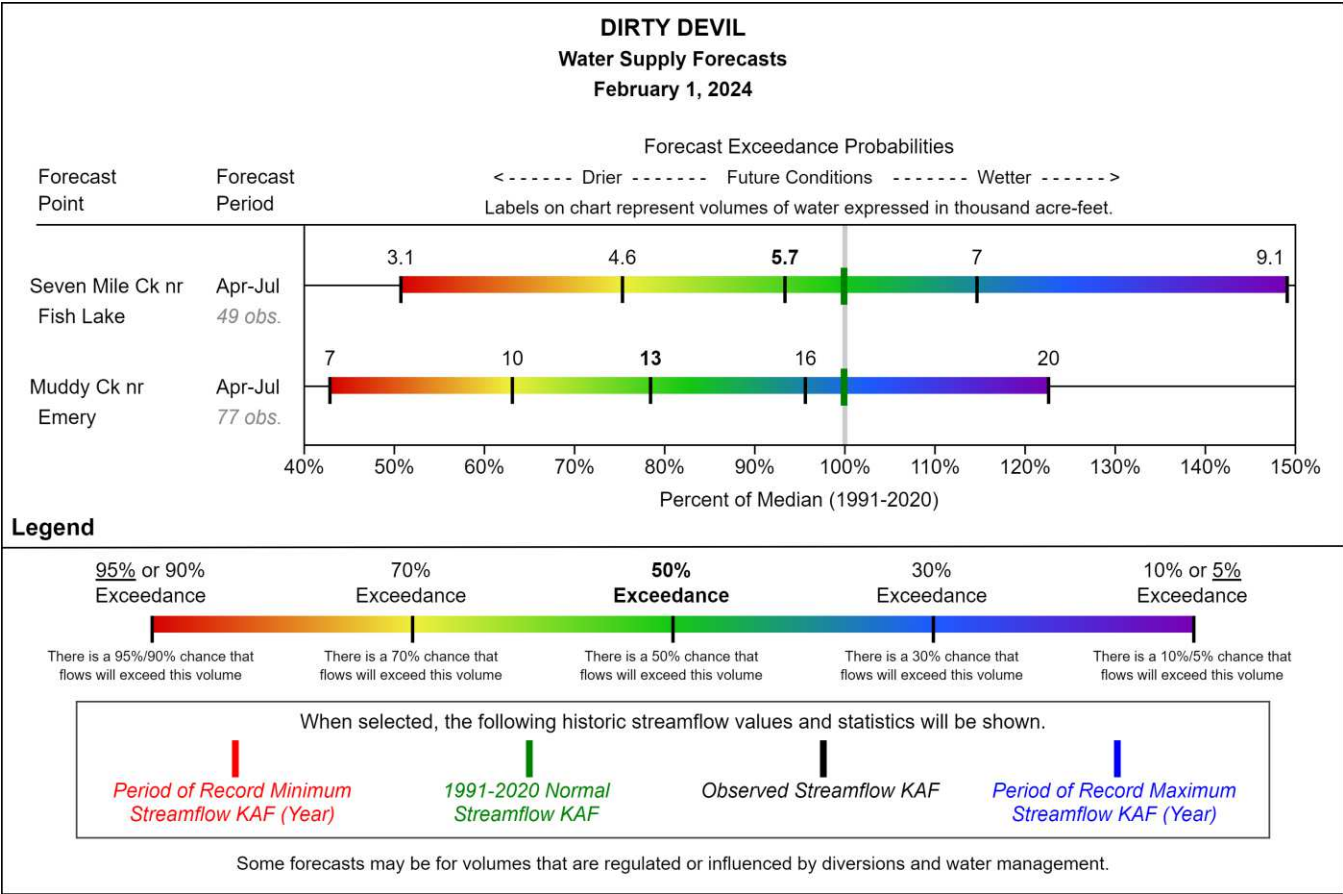 DIRTY DEVIL
Water Supply Forecasts
February 1, 2024
Forecast Exceedance Probabilities
Forecast
Point
Forecast
Period
<------ Drier ------- Future Conditions ------- Wetter ------>
Labels on chart represent volumes of water expressed in thousand acre-feet.
3.1 4.6 5.7 7 9.1
Seven Mile Ck nr
Fish Lake
Apr-Jul
49 obs.
7 10 13 16 20
Muddy Ck nr
Emery
Apr-Jul
77 obs.
40% 50% 60% 70% 80% 90% 100% 110% 120% 130% 140% 150%
Percent of Median (1991-2020)
Legend
95% or 90%
Exceedance
70%
Exceedance
50%
Exceedance
30%
Exceedance
10% or 5%
Exceedance
There is a 95%/90% chance that
flows will exceed this volume
There is a 70% chance that
flows will exceed this volume
There is a 50% chance that
flows will exceed this volume
There is a 30% chance that
flows will exceed this volume
There is a 10%/5% chance that
flows will exceed this volume
When selected, the following historic streamflow values and statistics will be shown.
Period of Record Minimum
Streamflow KAF (Year)
1991-2020 Normal
Streamflow KAF
Observed Streamflow KAF
Period of Record Maximum
Streamflow KAF (Year)
Some forecasts may be for volumes that are regulated or influenced by diversions and water management.